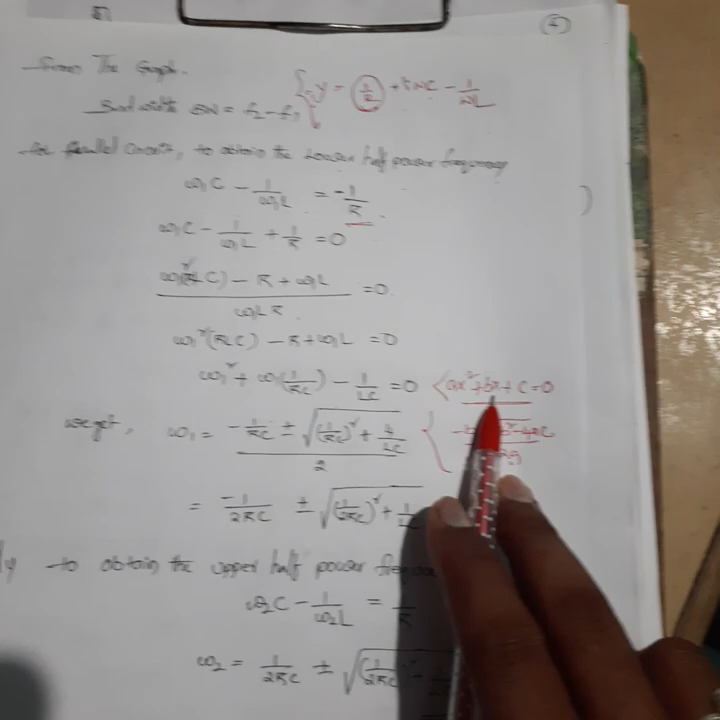 From The Graph.
Band width BW = f₂ - f₁ { y = 1/R + jωC - 1/ωL
For Parallel Circuits, to obtain the Lower half power frequency
ω₁C - 1/ω₁L = -1/R
ω₁C - 1/ω₁L + 1/R = 0
(ω₁²(RLC) - R + ω₁L)/ω₁LR = 0
ω₁²(RLC) - R + ω₁L = 0
ω₁² + ω₁(1/RC) - 1/LC = 0 < ax² + bx + c = 0
we get, ω₁ = (-1/RC ± √((1/RC)² + 4/LC))/2
= -1/2RC ± √((1/2RC)² + 1/
to obtain the upper half power
ω₂C - 1/ω₂L = 1/R
ω₂ = 1/2RC ± √((1/2RC)²